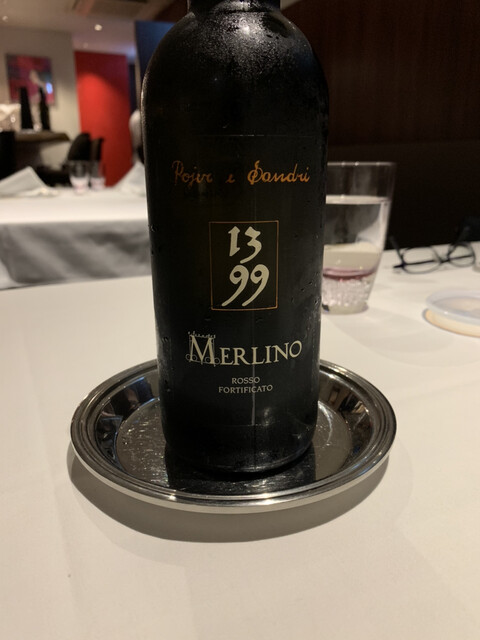 Pojer e Sandri
13
99
MERLINO
ROSSO
FORTIFICATO